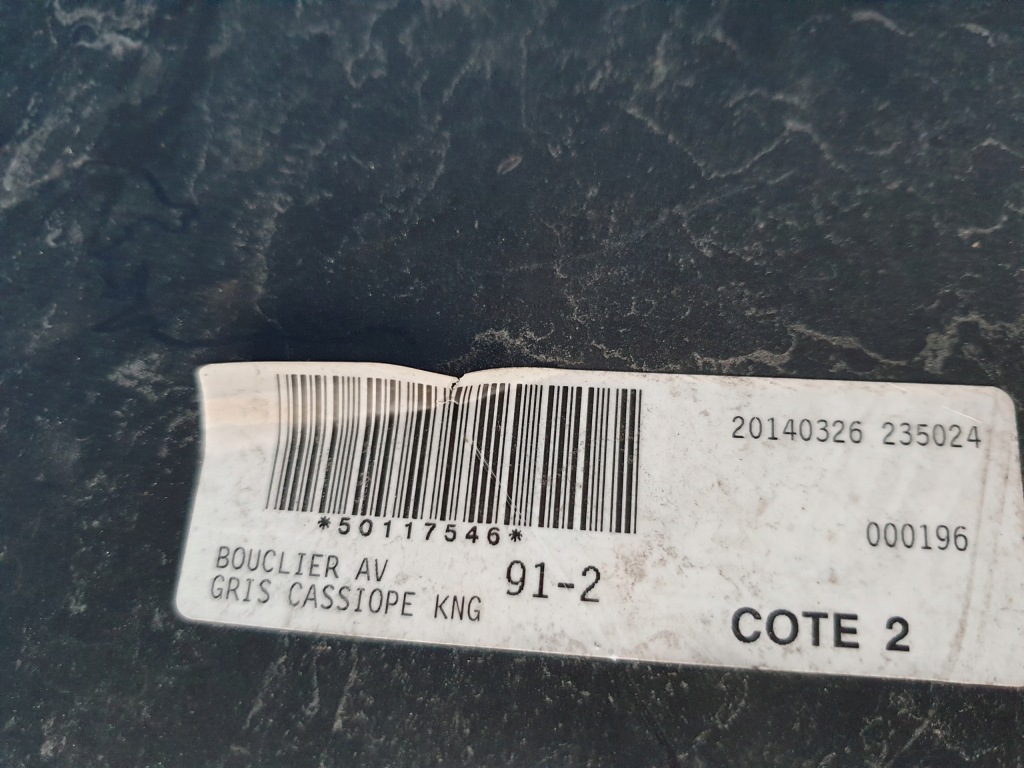 20140326 235024
*50117546*
000196
BOUCLIER AV
GRIS CASSIOPE KNG
91-2
COTE 2